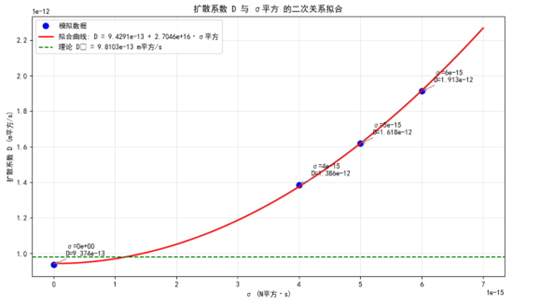 扩散系数 D 与 σ平方 的二次关系拟合
1e-12
模拟数据
拟合曲线: D = 9.4291e-13 + 2.7046e+16·σ平方
理论 D□ = 9.8103e-13 m平方/s
扩散系数 D (m平方/s)
2.2
2.0
1.8
1.6
1.4
1.2
1.0
σ=6e-15
D=1.913e-12
σ=5e-15
D=1.618e-12
σ=4e-15
D=1.386e-12
σ=0e+00
D=9.374e-13
0 1 2 3 4 5 6 7
1e-15
σ (N平方·s)